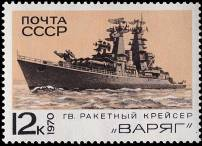 ПОЧТА
СССР
ГВ. РАКЕТНЫЙ КРЕЙСЕР
12К 1970 "ВАРЯГ"